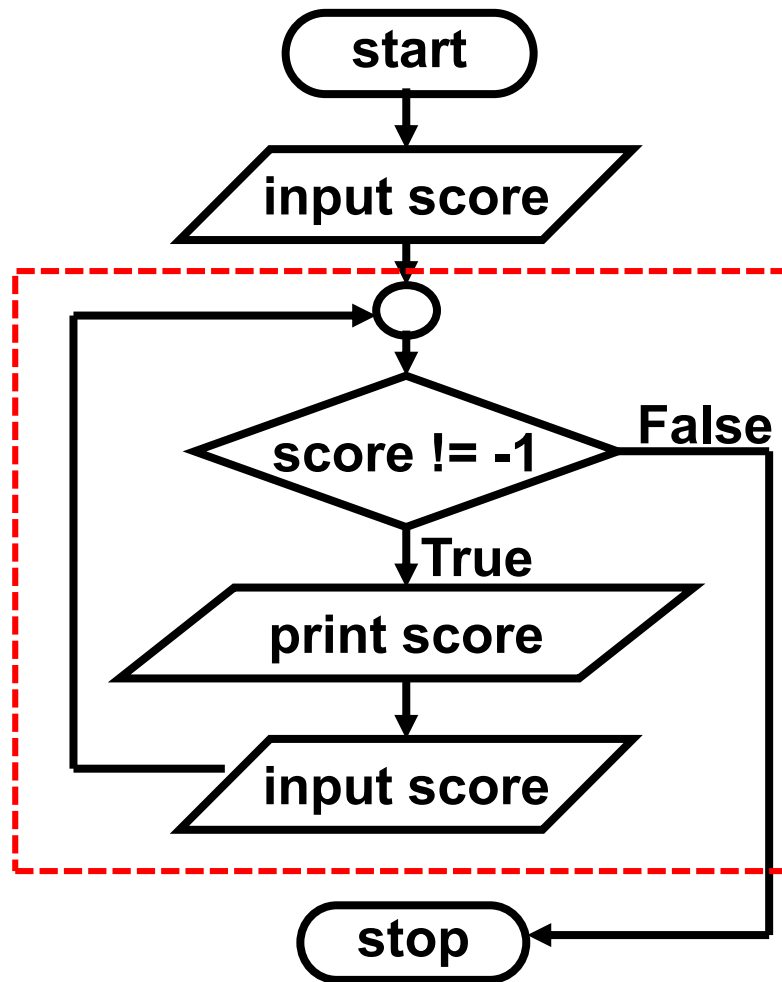 start
input score
score != -1
False
True
print score
input score
stop